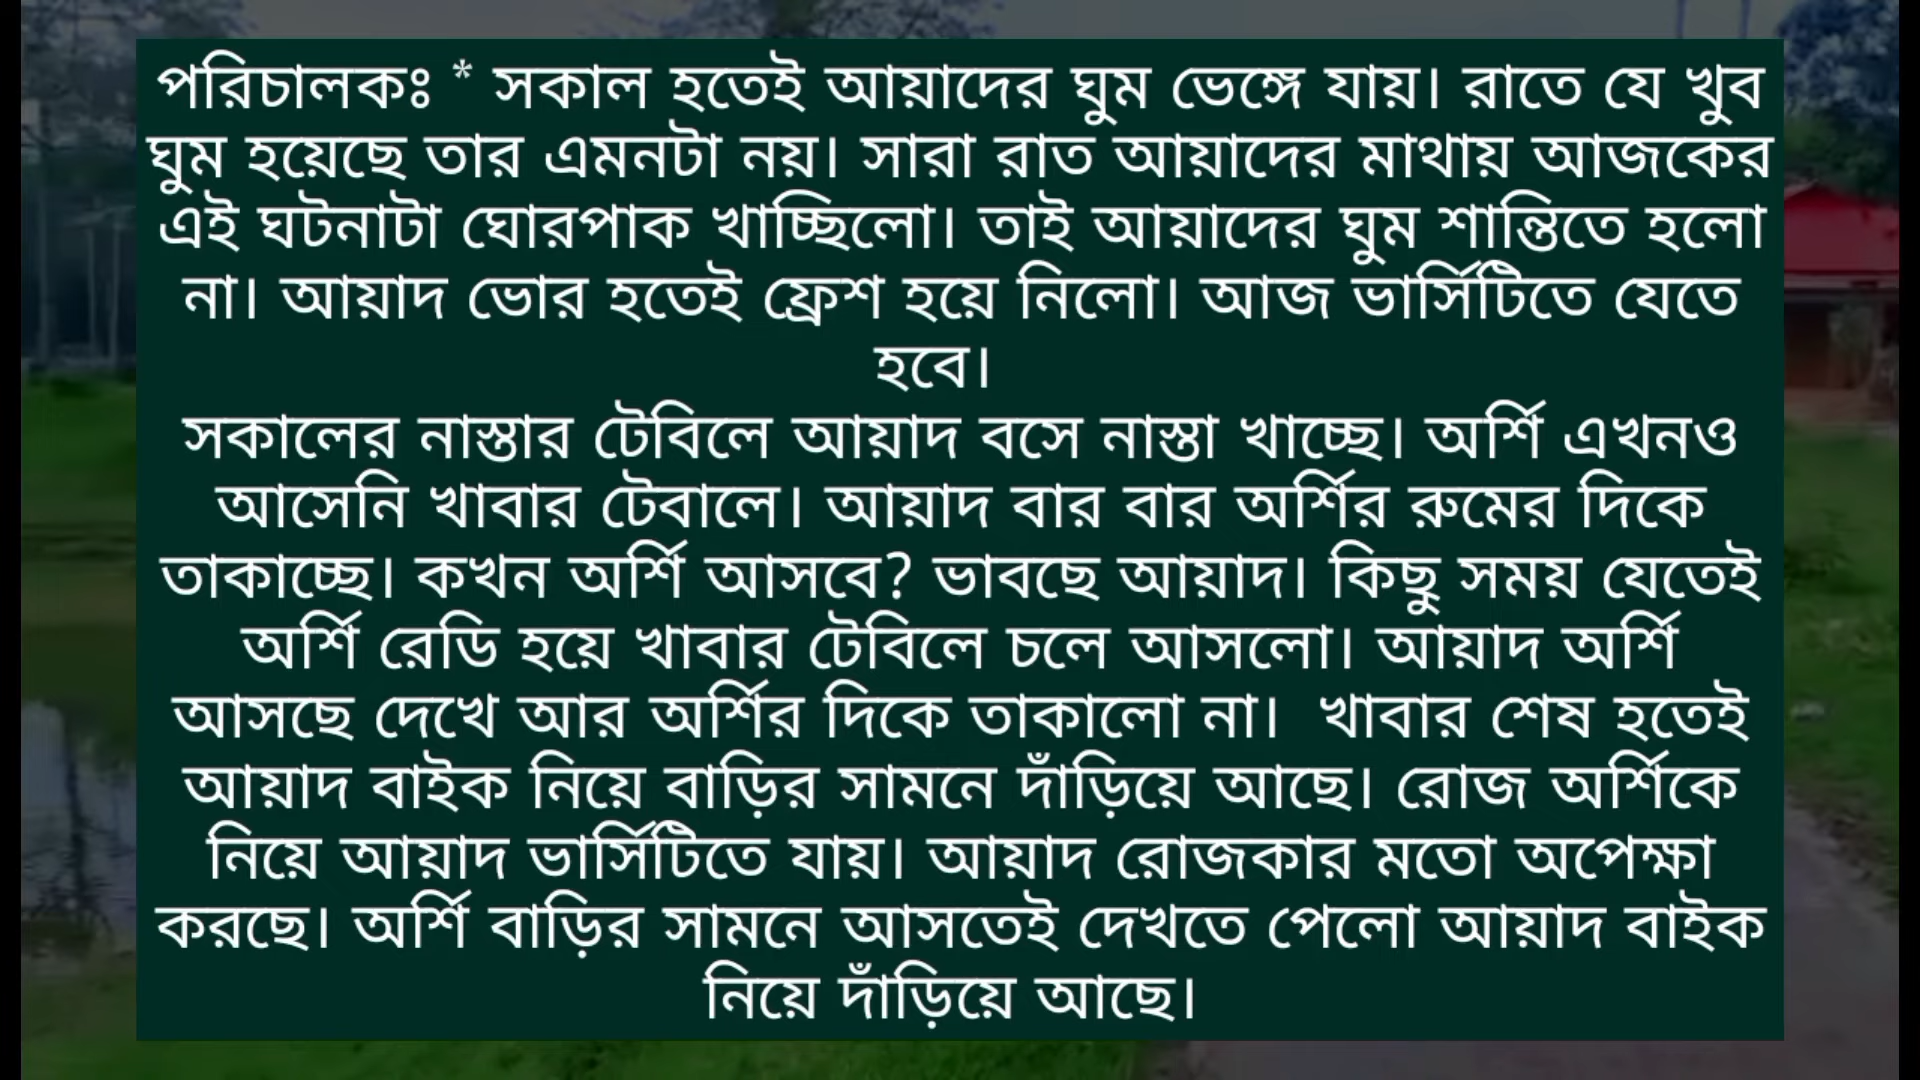 পরিচালকঃ * সকাল হতেই আয়াদের ঘুম ভেঙ্গে যায়। রাতে যে খুব
ঘুম হয়েছে তার এমনটা নয়। সারা রাত আয়াদের মাথায় আজকের
এই ঘটনাটা ঘোরপাক খাচ্ছিলো। তাই আয়াদের ঘুম শান্তিতে হলো
না। আয়াদ ভোর হতেই ফ্রেশ হয়ে নিলো। আজ ভার্সিটিতে যেতে
হবে।
সকালের নাস্তার টেবিলে আয়াদ বসে নাস্তা খাচ্ছে। অর্শি এখনও
আসেনি খাবার টেবালে। আয়াদ বার বার অর্শির রুমের দিকে
তাকাচ্ছে। কখন অর্শি আসবে? ভাবছে আয়াদ। কিছু সময় যেতেই
অর্শি রেডি হয়ে খাবার টেবিলে চলে আসলো। আয়াদ অর্শি
আসছে দেখে আর অর্শির দিকে তাকালো না। খাবার শেষ হতেই
আয়াদ বাইক নিয়ে বাড়ির সামনে দাঁড়িয়ে আছে। রোজ অর্শিকে
নিয়ে আয়াদ ভার্সিটিতে যায়। আয়াদ রোজকার মতো অপেক্ষা
করছে। অর্শি বাড়ির সামনে আসতেই দেখতে পেলো আয়াদ বাইক
নিয়ে দাঁড়িয়ে আছে।